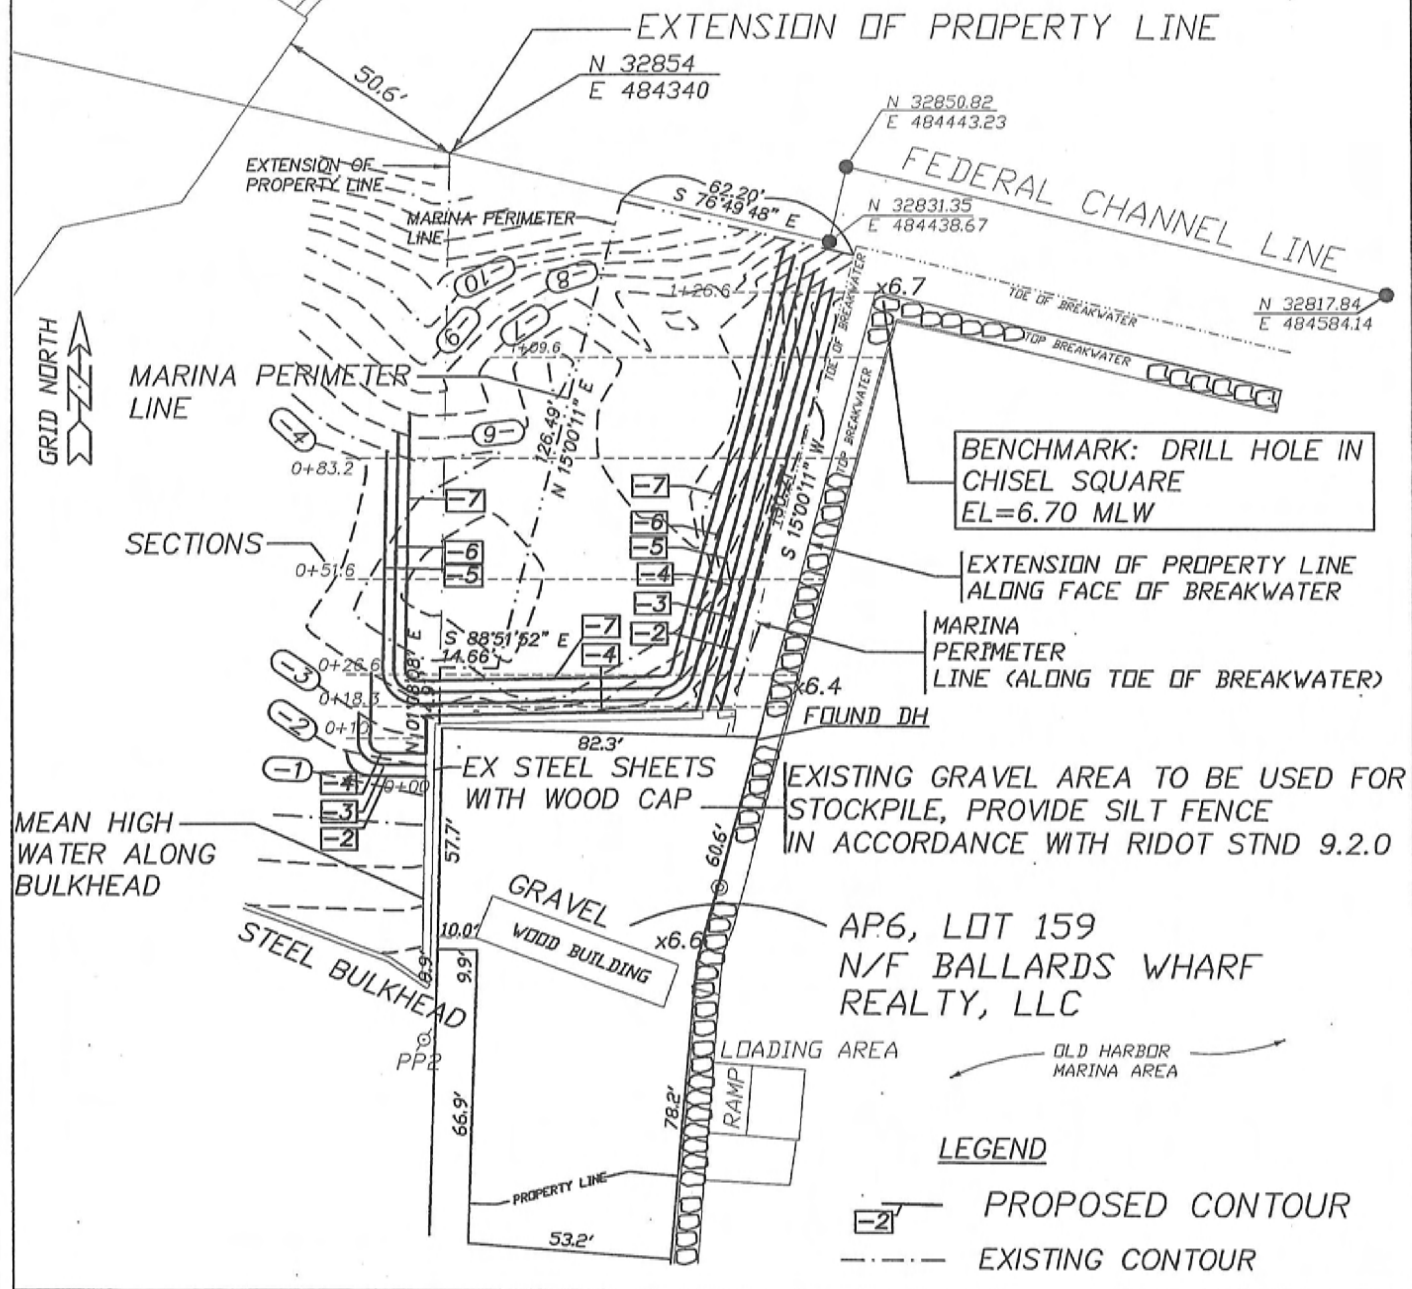 EXTENSION OF PROPERTY LINE
N 32854
E 484340
50.6'
N 32850.82
E 484443.23
FEDERAL CHANNEL LINE
EXTENSION OF
PROPERTY LINE
62.20'
S 76°49'48" E
N 32831.35
E 484438.67
MARINA PERIMETER
LINE
-10
-8
1+26.6
x6.7
TOE OF BREAKWATER
N 32817.84
E 484584.14
-9
-7
TOE OF BREAKWATER
TOP BREAKWATER
GRID NORTH
1+09.6
MARINA PERIMETER
LINE
126.49'
N 15°00'11" E
-4
-6
TOP BREAKWATER
BENCHMARK: DRILL HOLE IN
CHISEL SQUARE
EL=6.70 MLW
0+83.2
-7
-7
S 15°00'11" W
-6
SECTIONS
-6
-5
EXTENSION OF PROPERTY LINE
ALONG FACE OF BREAKWATER
0+51.6
-5
-4
-3
MARINA
PERIMETER
LINE (ALONG TOE OF BREAKWATER)
S 88°51'52" E
14.66'
-7
-2
-4
-3
0+26.6
N 01°08'08" E
x6.4
0+18.3
FOUND DH
-2
0+10
82.3'
-1
EX STEEL SHEETS
WITH WOOD CAP
EXISTING GRAVEL AREA TO BE USED FOR
STOCKPILE, PROVIDE SILT FENCE
IN ACCORDANCE WITH RIDOT STND 9.2.0
-4
0+00
-3
-2
MEAN HIGH
WATER ALONG
BULKHEAD
57.7'
60.6'
GRAVEL
WOOD BUILDING
x6.6
AP6, LOT 159
N/F BALLARDS WHARF
REALTY, LLC
STEEL BULKHEAD
10.0'
8.9'
9.9'
PP2
LOADING AREA
OLD HARBOR
MARINA AREA
RAMP
66.9'
78.2'
LEGEND
PROPERTY LINE
-2
PROPOSED CONTOUR
53.2'
EXISTING CONTOUR